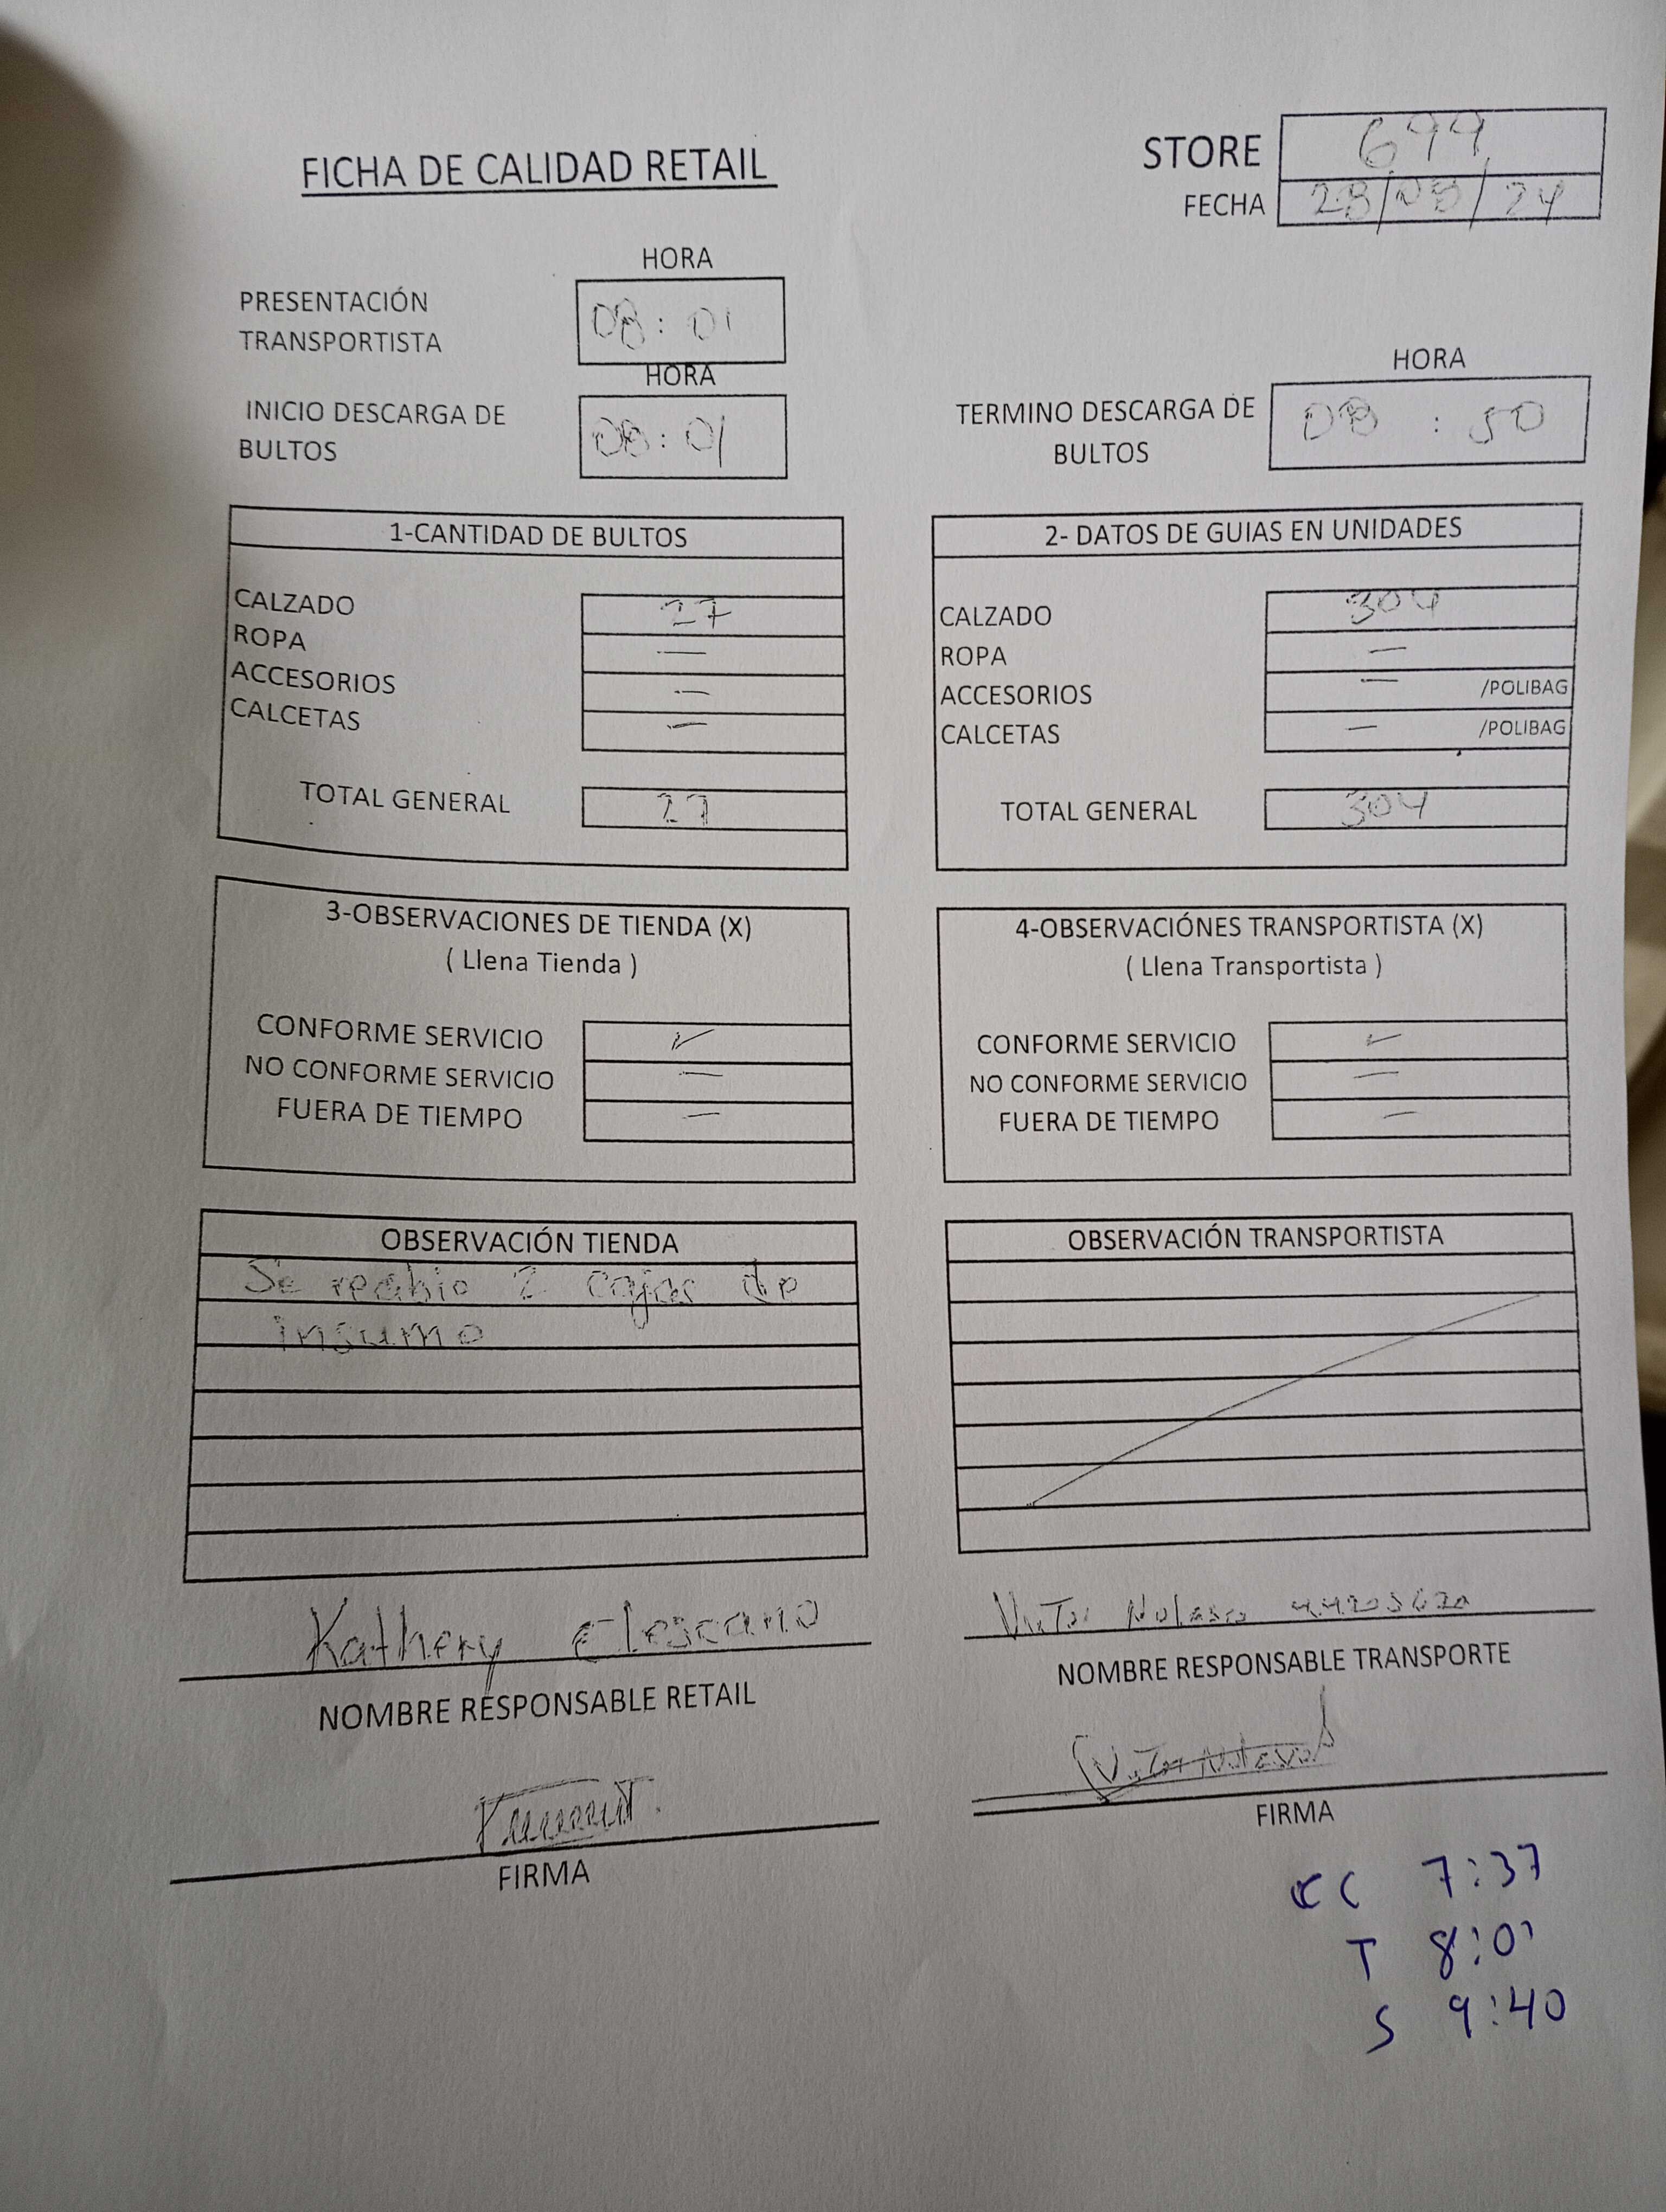 FICHA DE CALIDAD RETAIL
STORE 699
FECHA 28/08/24
HORA
PRESENTACIÓN TRANSPORTISTA 08:01
HORA
INICIO DESCARGA DE BULTOS 08:01
HORA
TERMINO DESCARGA DE BULTOS 08:50
1-CANTIDAD DE BULTOS
CALZADO 27
ROPA —
ACCESORIOS —
CALCETAS —
TOTAL GENERAL 27
2- DATOS DE GUIAS EN UNIDADES
CALZADO 304
ROPA —
ACCESORIOS — /POLIBAG
CALCETAS — /POLIBAG
TOTAL GENERAL 304
3-OBSERVACIONES DE TIENDA (X)
( Llena Tienda )
CONFORME SERVICIO ✓
NO CONFORME SERVICIO —
FUERA DE TIEMPO —
4-OBSERVACIÓNES TRANSPORTISTA (X)
( Llena Transportista )
CONFORME SERVICIO ✓
NO CONFORME SERVICIO —
FUERA DE TIEMPO —
OBSERVACIÓN TIENDA
Se recibio 2 cajas de
insumo
OBSERVACIÓN TRANSPORTISTA
Kathery Elescano
NOMBRE RESPONSABLE RETAIL
FIRMA
Victor Nolasco
NOMBRE RESPONSABLE TRANSPORTE
Victor Nolasco
FIRMA
CC 7:37
T 8:01
S 9:40